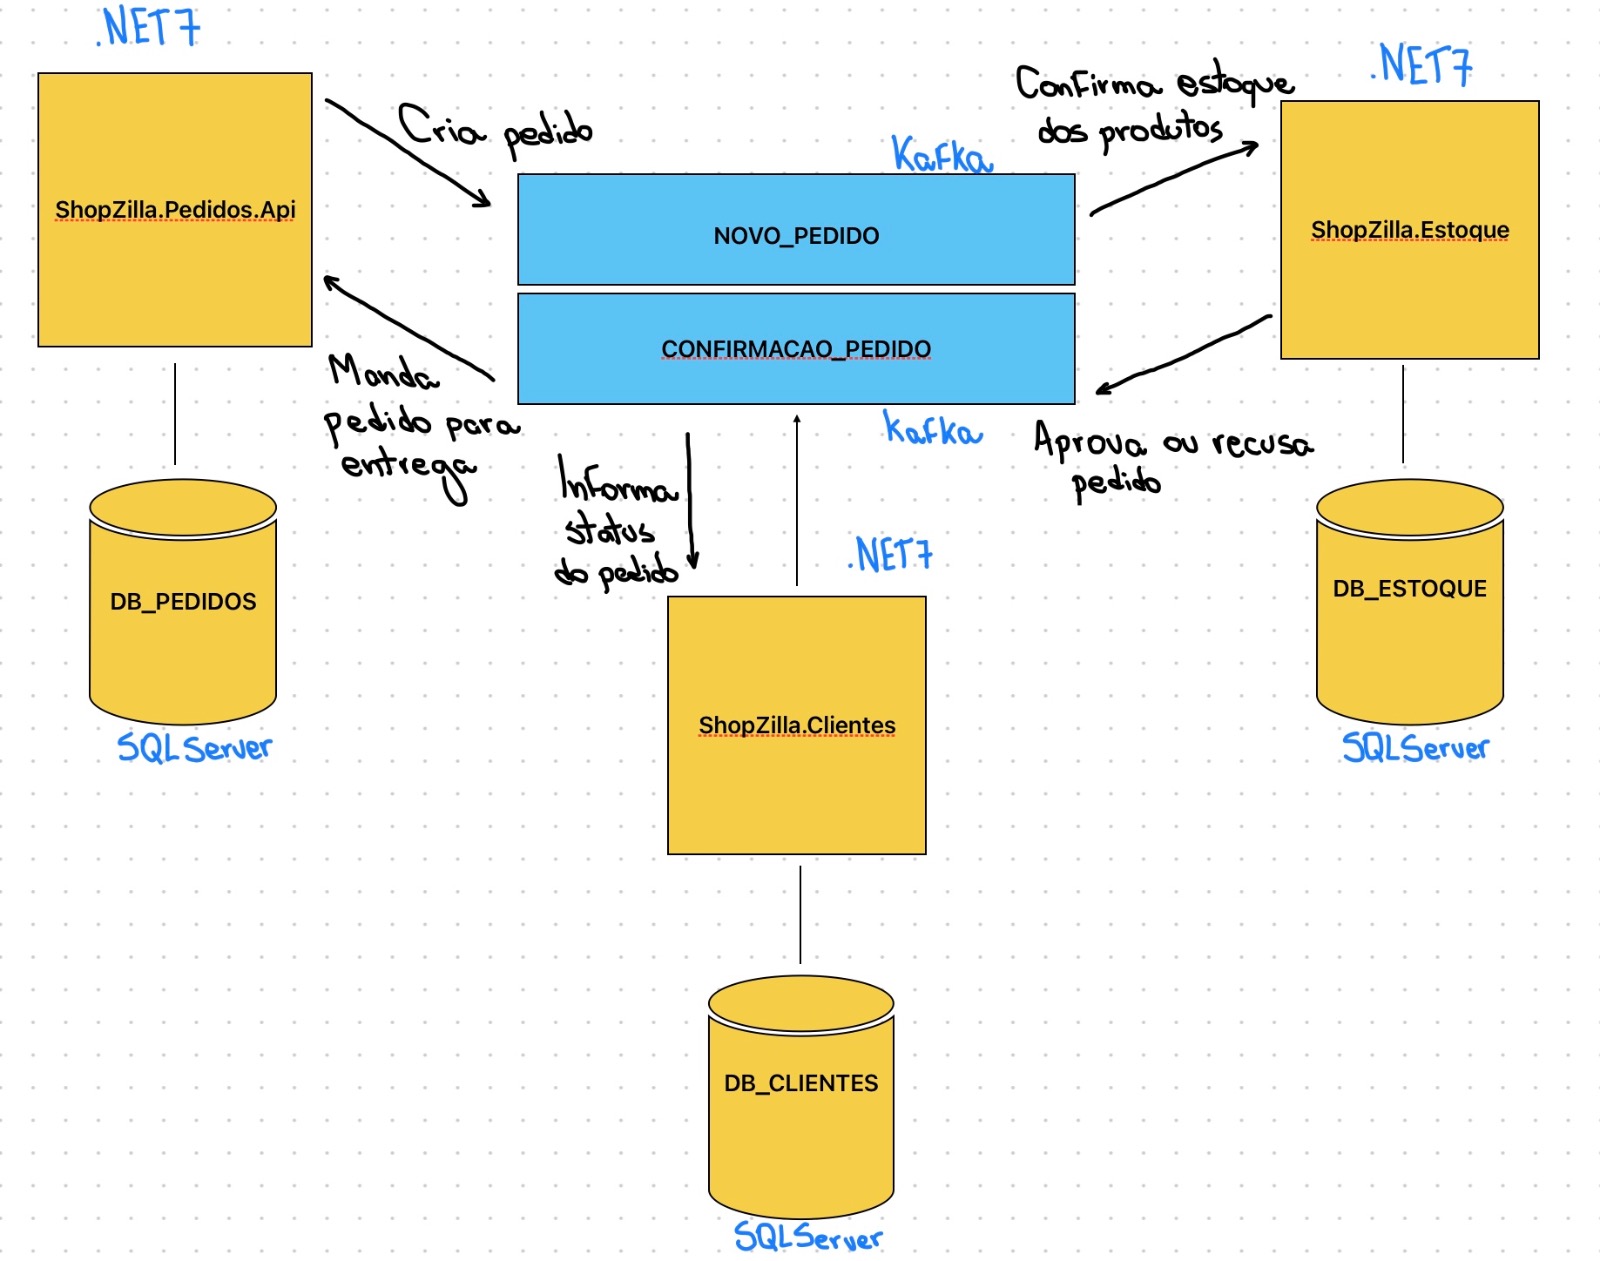 .NET7
.NET7
ShopZilla.Pedidos.Api
Cria pedido
Kafka
NOVO_PEDIDO
Confirma estoque
dos produtos
ShopZilla.Estoque
CONFIRMACAO_PEDIDO
Kafka
Manda
pedido para
entrega
Informa
status
do pedido
Aprova ou recusa
pedido
.NET7
DB_PEDIDOS
SQLServer
ShopZilla.Clientes
DB_ESTOQUE
SQLServer
DB_CLIENTES
SQLServer